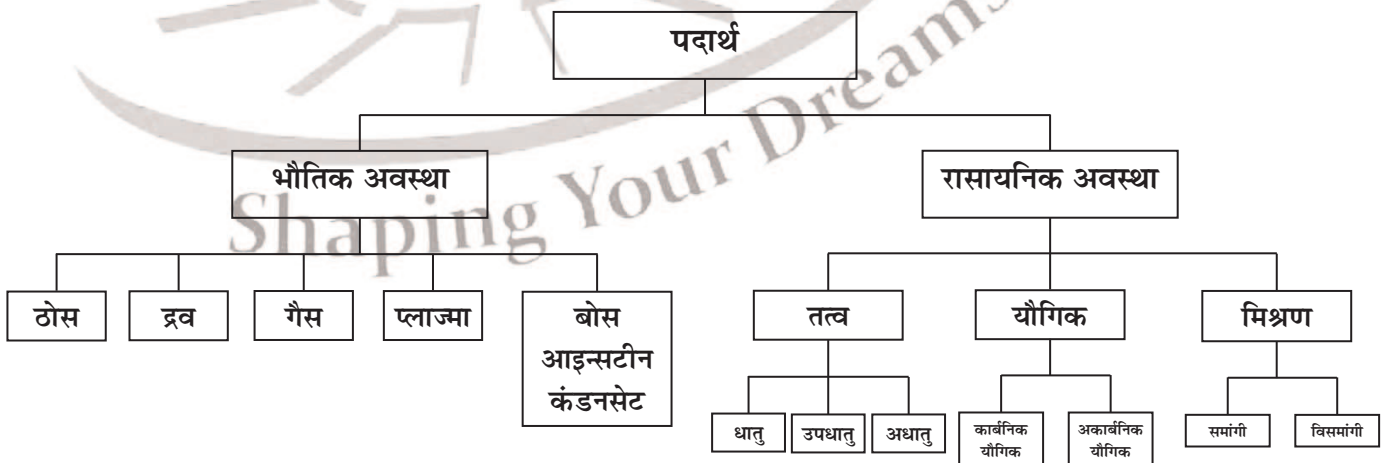 पदार्थ
Shaping Your Dreams
भौतिक अवस्था
रासायनिक अवस्था
ठोस
द्रव
गैस
प्लाज्मा
बोस
आइन्सटीन
कंडनसेट
तत्व
यौगिक
मिश्रण
धातु
उपधातु
अधातु
कार्बनिक
यौगिक
अकार्बनिक
यौगिक
समांगी
विसमांगी